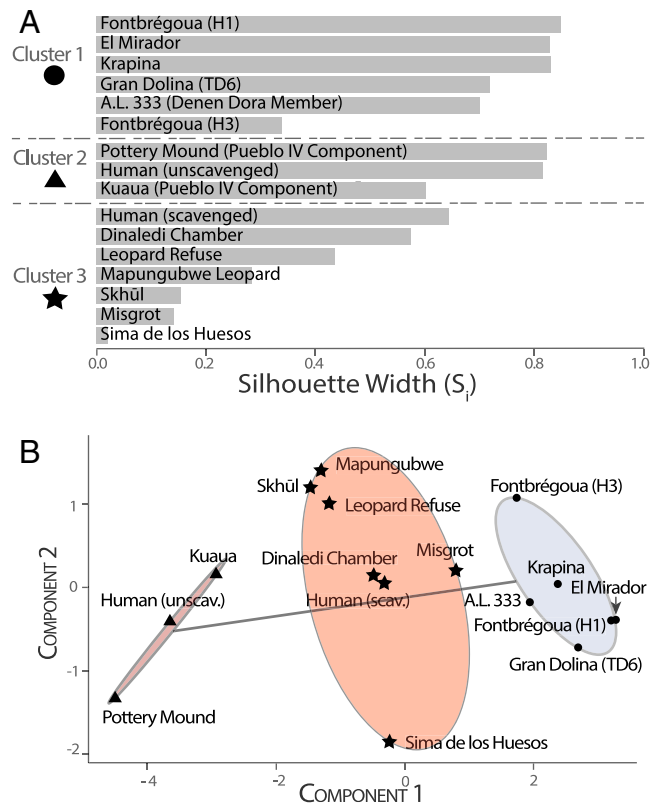 A
Cluster 1
Fontbrégoua (H1)
El Mirador
Krapina
Gran Dolina (TD6)
A.L. 333 (Denen Dora Member)
Fontbrégoua (H3)
Cluster 2
Pottery Mound (Pueblo IV Component)
Human (unscavenged)
Kuaua (Pueblo IV Component)
Cluster 3
Human (scavenged)
Dinaledi Chamber
Leopard Refuse
Mapungubwe Leopard
Skhūl
Misgrot
Sima de los Huesos
0.0 0.2 0.4 0.6 0.8 1.0
Silhouette Width (Si)
B
Component 2
1
0
-1
-2
Mapungubwe
Skhūl
Leopard Refuse
Fontbrégoua (H3)
Kuaua
Dinaledi Chamber
Misgrot
Krapina
El Mirador
Human (unscav.)
Human (scav.)
A.L. 333
Fontbrégoua (H1)
Gran Dolina (TD6)
Pottery Mound
Sima de los Huesos
-4 -2 0 2
Component 1